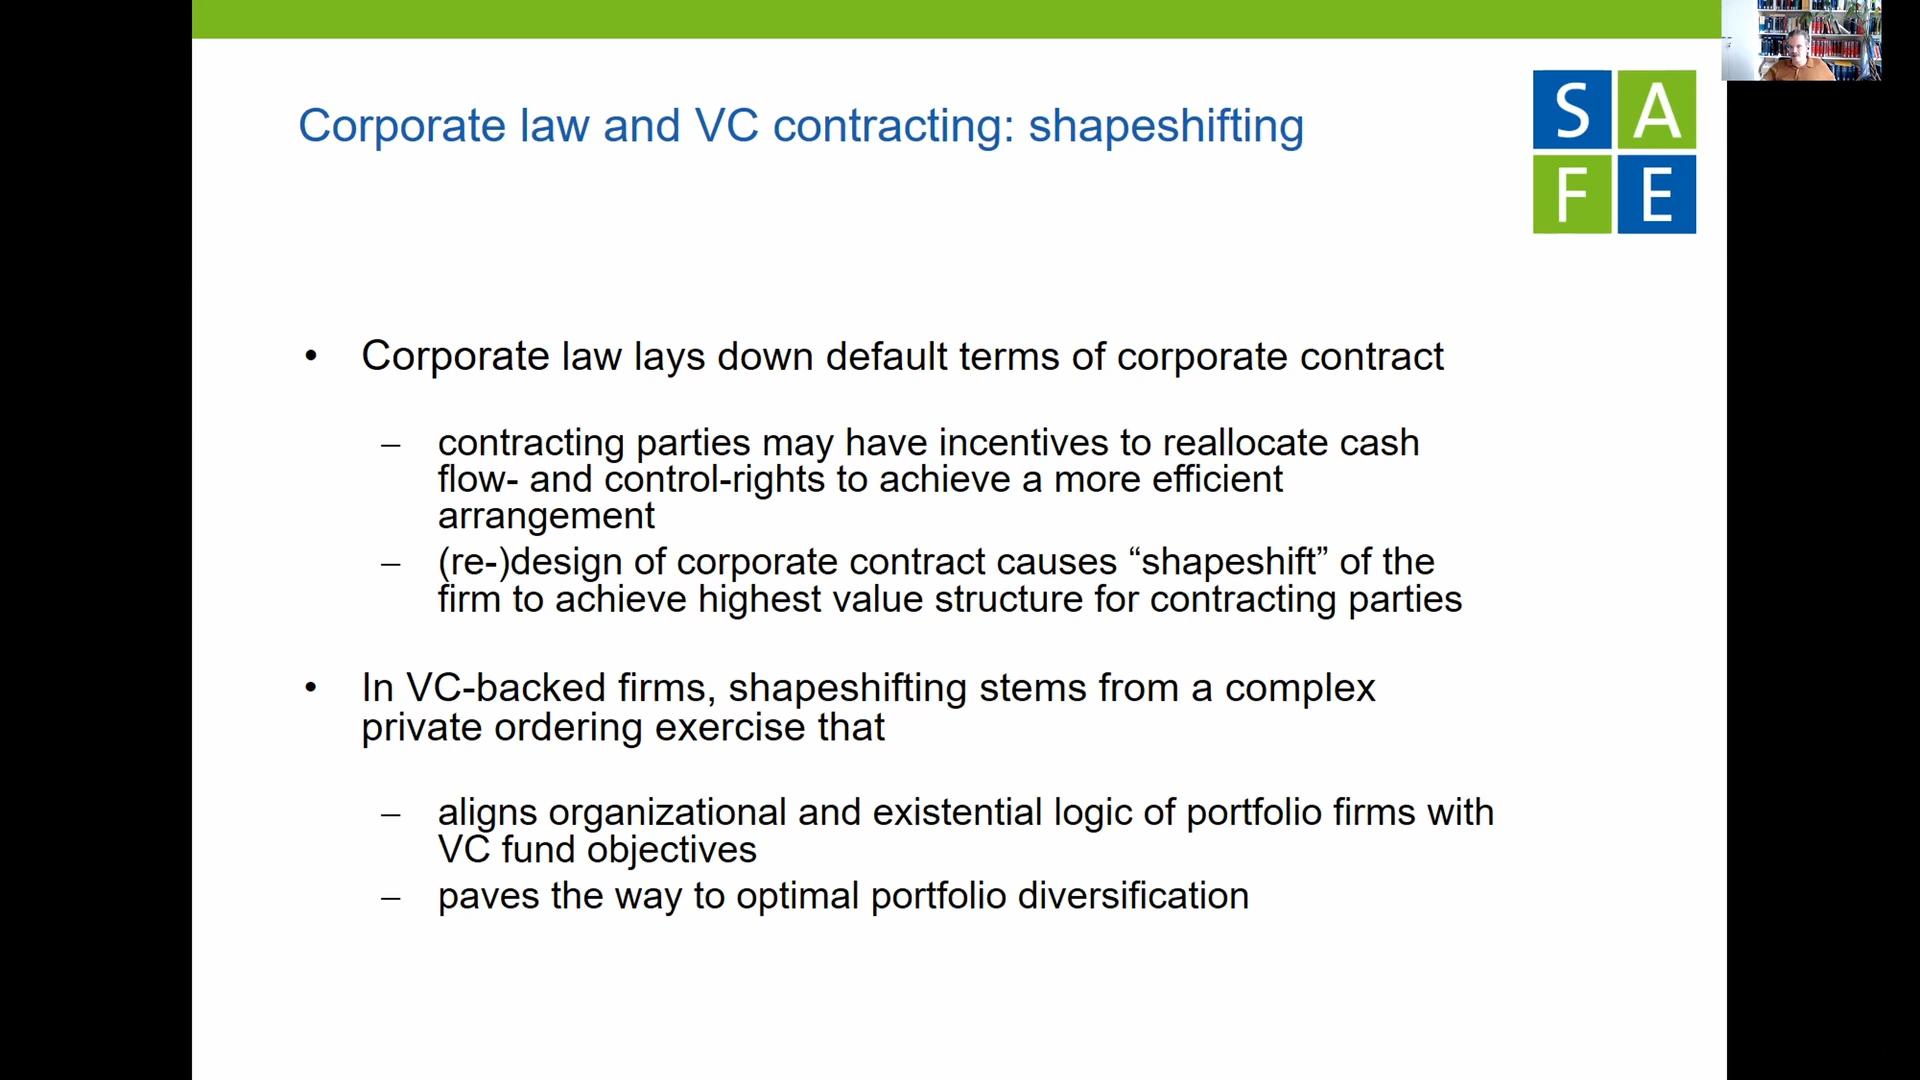 Corporate law and VC contracting: shapeshifting
S A
F E
• Corporate law lays down default terms of corporate contract
– contracting parties may have incentives to reallocate cash
flow- and control-rights to achieve a more efficient
arrangement
– (re-)design of corporate contract causes “shapeshift” of the
firm to achieve highest value structure for contracting parties
• In VC-backed firms, shapeshifting stems from a complex
private ordering exercise that
– aligns organizational and existential logic of portfolio firms with
VC fund objectives
– paves the way to optimal portfolio diversification